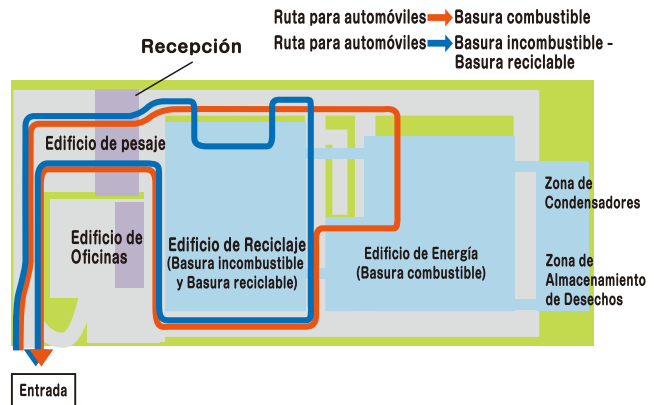 Ruta para automóviles Basura combustible
Ruta para automóviles Basura incombustible -
Basura reciclable
Recepción
Edificio de pesaje
Edificio de
Oficinas
Edificio de Reciclaje
(Basura incombustible
y Basura reciclable)
Edificio de Energía
(Basura combustible)
Zona de
Condensadores
Zona de
Almacenamiento
de Desechos
Entrada